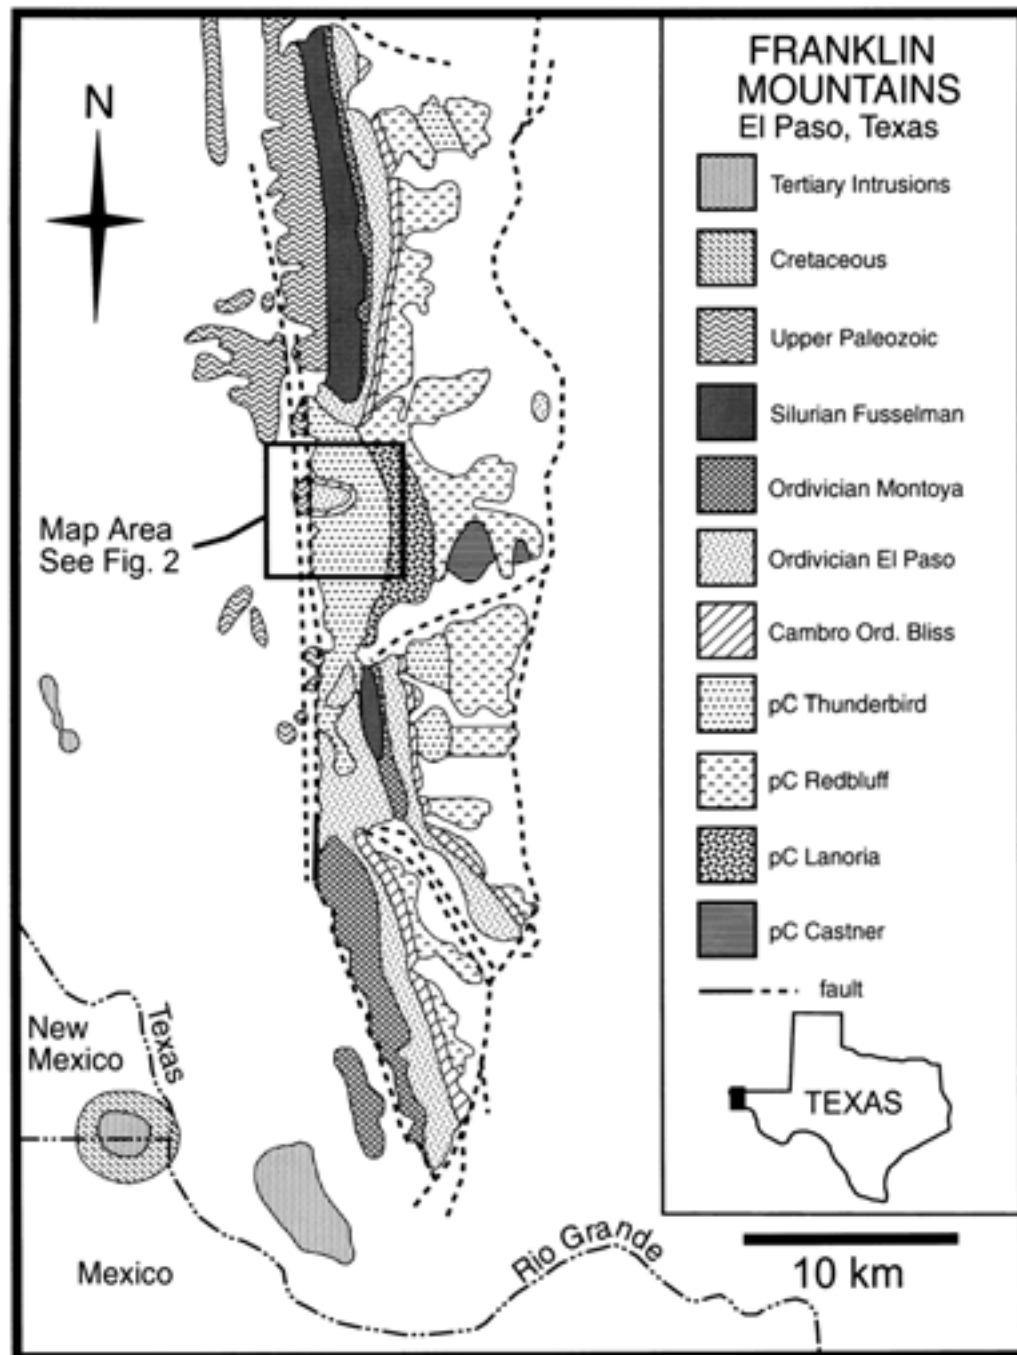 N
Map Area
See Fig. 2
New
Mexico
Texas
Mexico
Rio Grande
FRANKLIN
MOUNTAINS
El Paso, Texas
Tertiary Intrusions
Cretaceous
Upper Paleozoic
Silurian Fusselman
Ordivician Montoya
Ordivician El Paso
Cambro Ord. Bliss
pC Thunderbird
pC Redbluff
pC Lanoria
pC Castner
fault
TEXAS
10 km